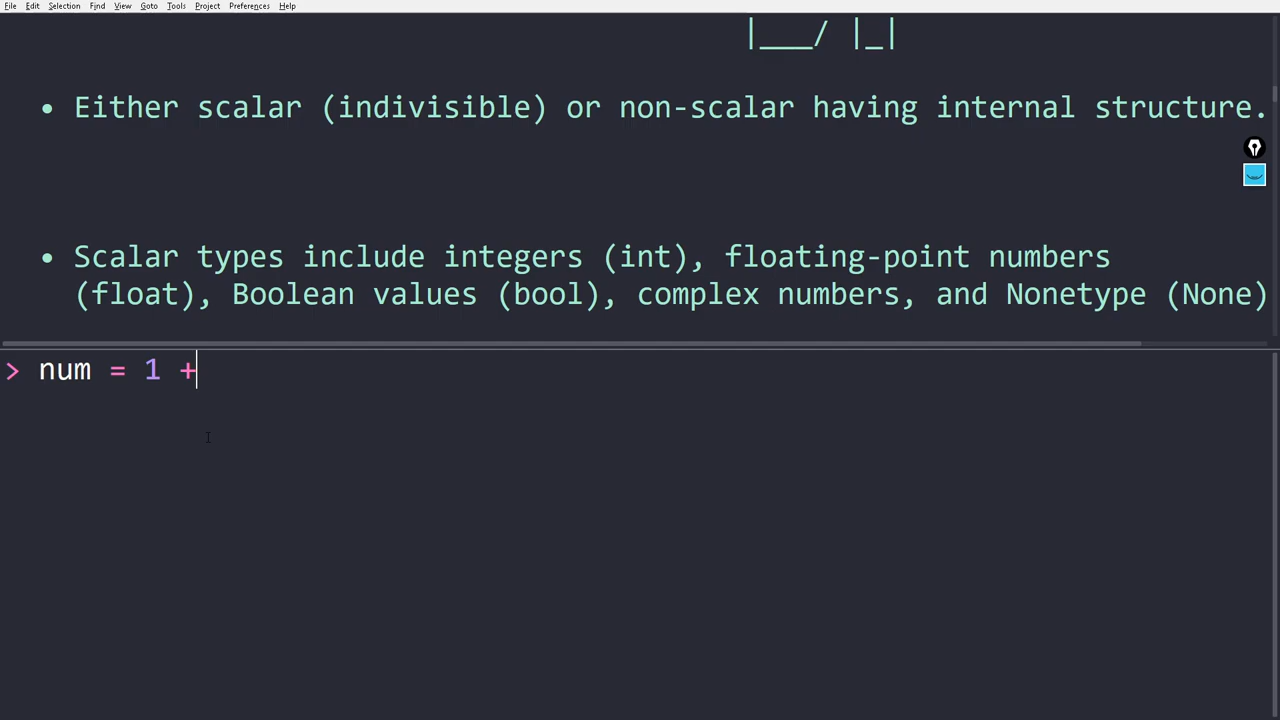 File Edit Selection Find View Goto Tools Project Preferences Help
|___/ |_|
• Either scalar (indivisible) or non-scalar having internal structure.
• Scalar types include integers (int), floating-point numbers
(float), Boolean values (bool), complex numbers, and Nonetype (None)
> num = 1 +